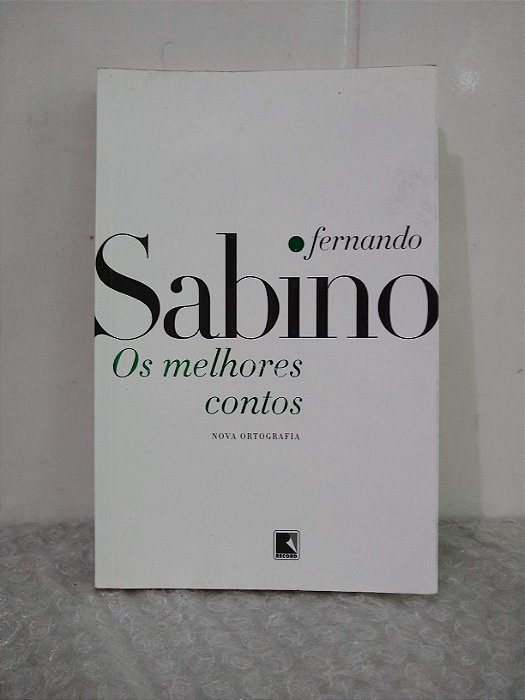 fernando
Sabino
Os melhores
contos
NOVA ORTOGRAFIA
RECORD